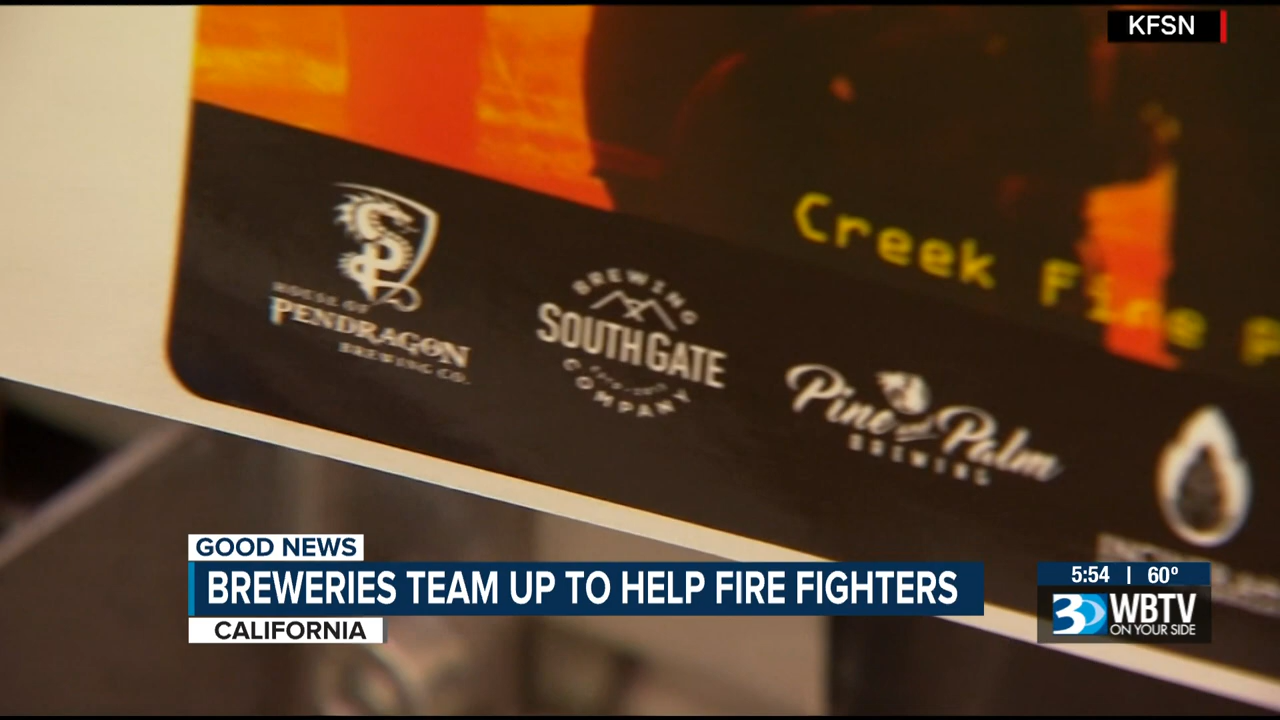 KFSN
Creek Fire
HOUSE OF
PENDRAGON
BREWING CO.
BREWING
SOUTH GATE
COMPANY
Pine and Palm
BREWING
GOOD NEWS
BREWERIES TEAM UP TO HELP FIRE FIGHTERS
CALIFORNIA
5:54 | 60°
3 WBTV
ON YOUR SIDE